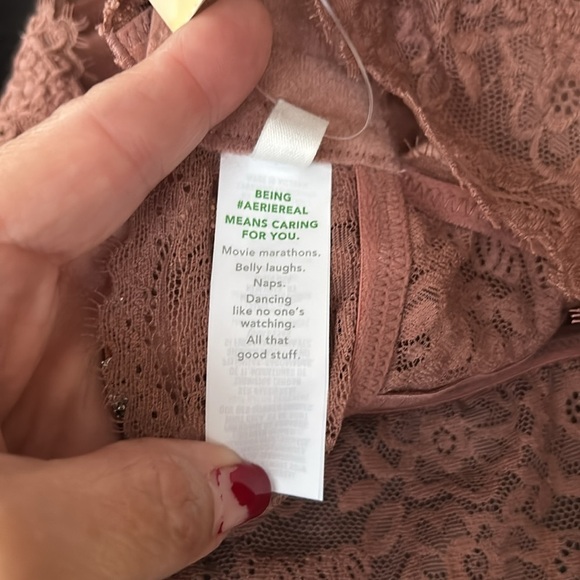 BEING
#AERIEREAL
MEANS CARING
FOR YOU.
Movie marathons.
Belly laughs.
Naps.
Dancing
like no one's
watching.
All that
good stuff.